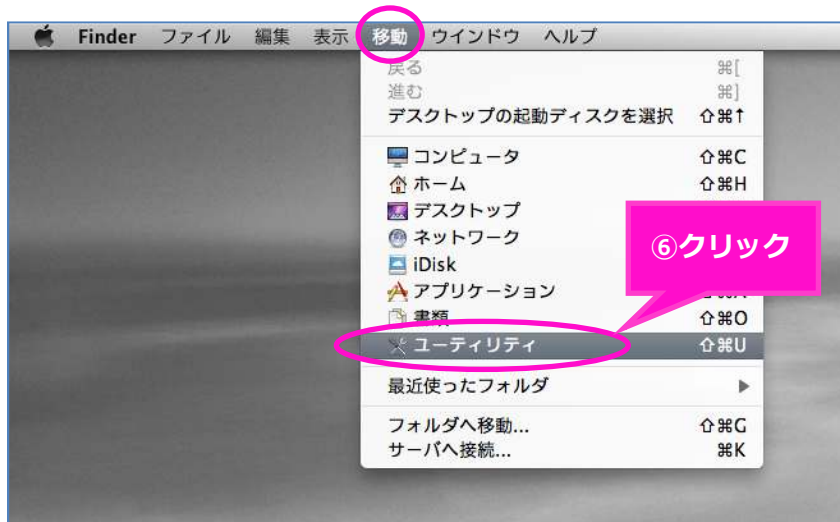 Finder ファイル 編集 表示 移動 ウインドウ ヘルプ
戻る ⌘[
進む ⌘]
デスクトップの起動ディスクを選択 ⇧⌘↑
コンピュータ ⇧⌘C
ホーム ⇧⌘H
デスクトップ
ネットワーク
iDisk
アプリケーション
書類 ⇧⌘O
ユーティリティ ⇧⌘U
⑥クリック
最近使ったフォルダ ▶
フォルダへ移動... ⇧⌘G
サーバへ接続... ⌘K